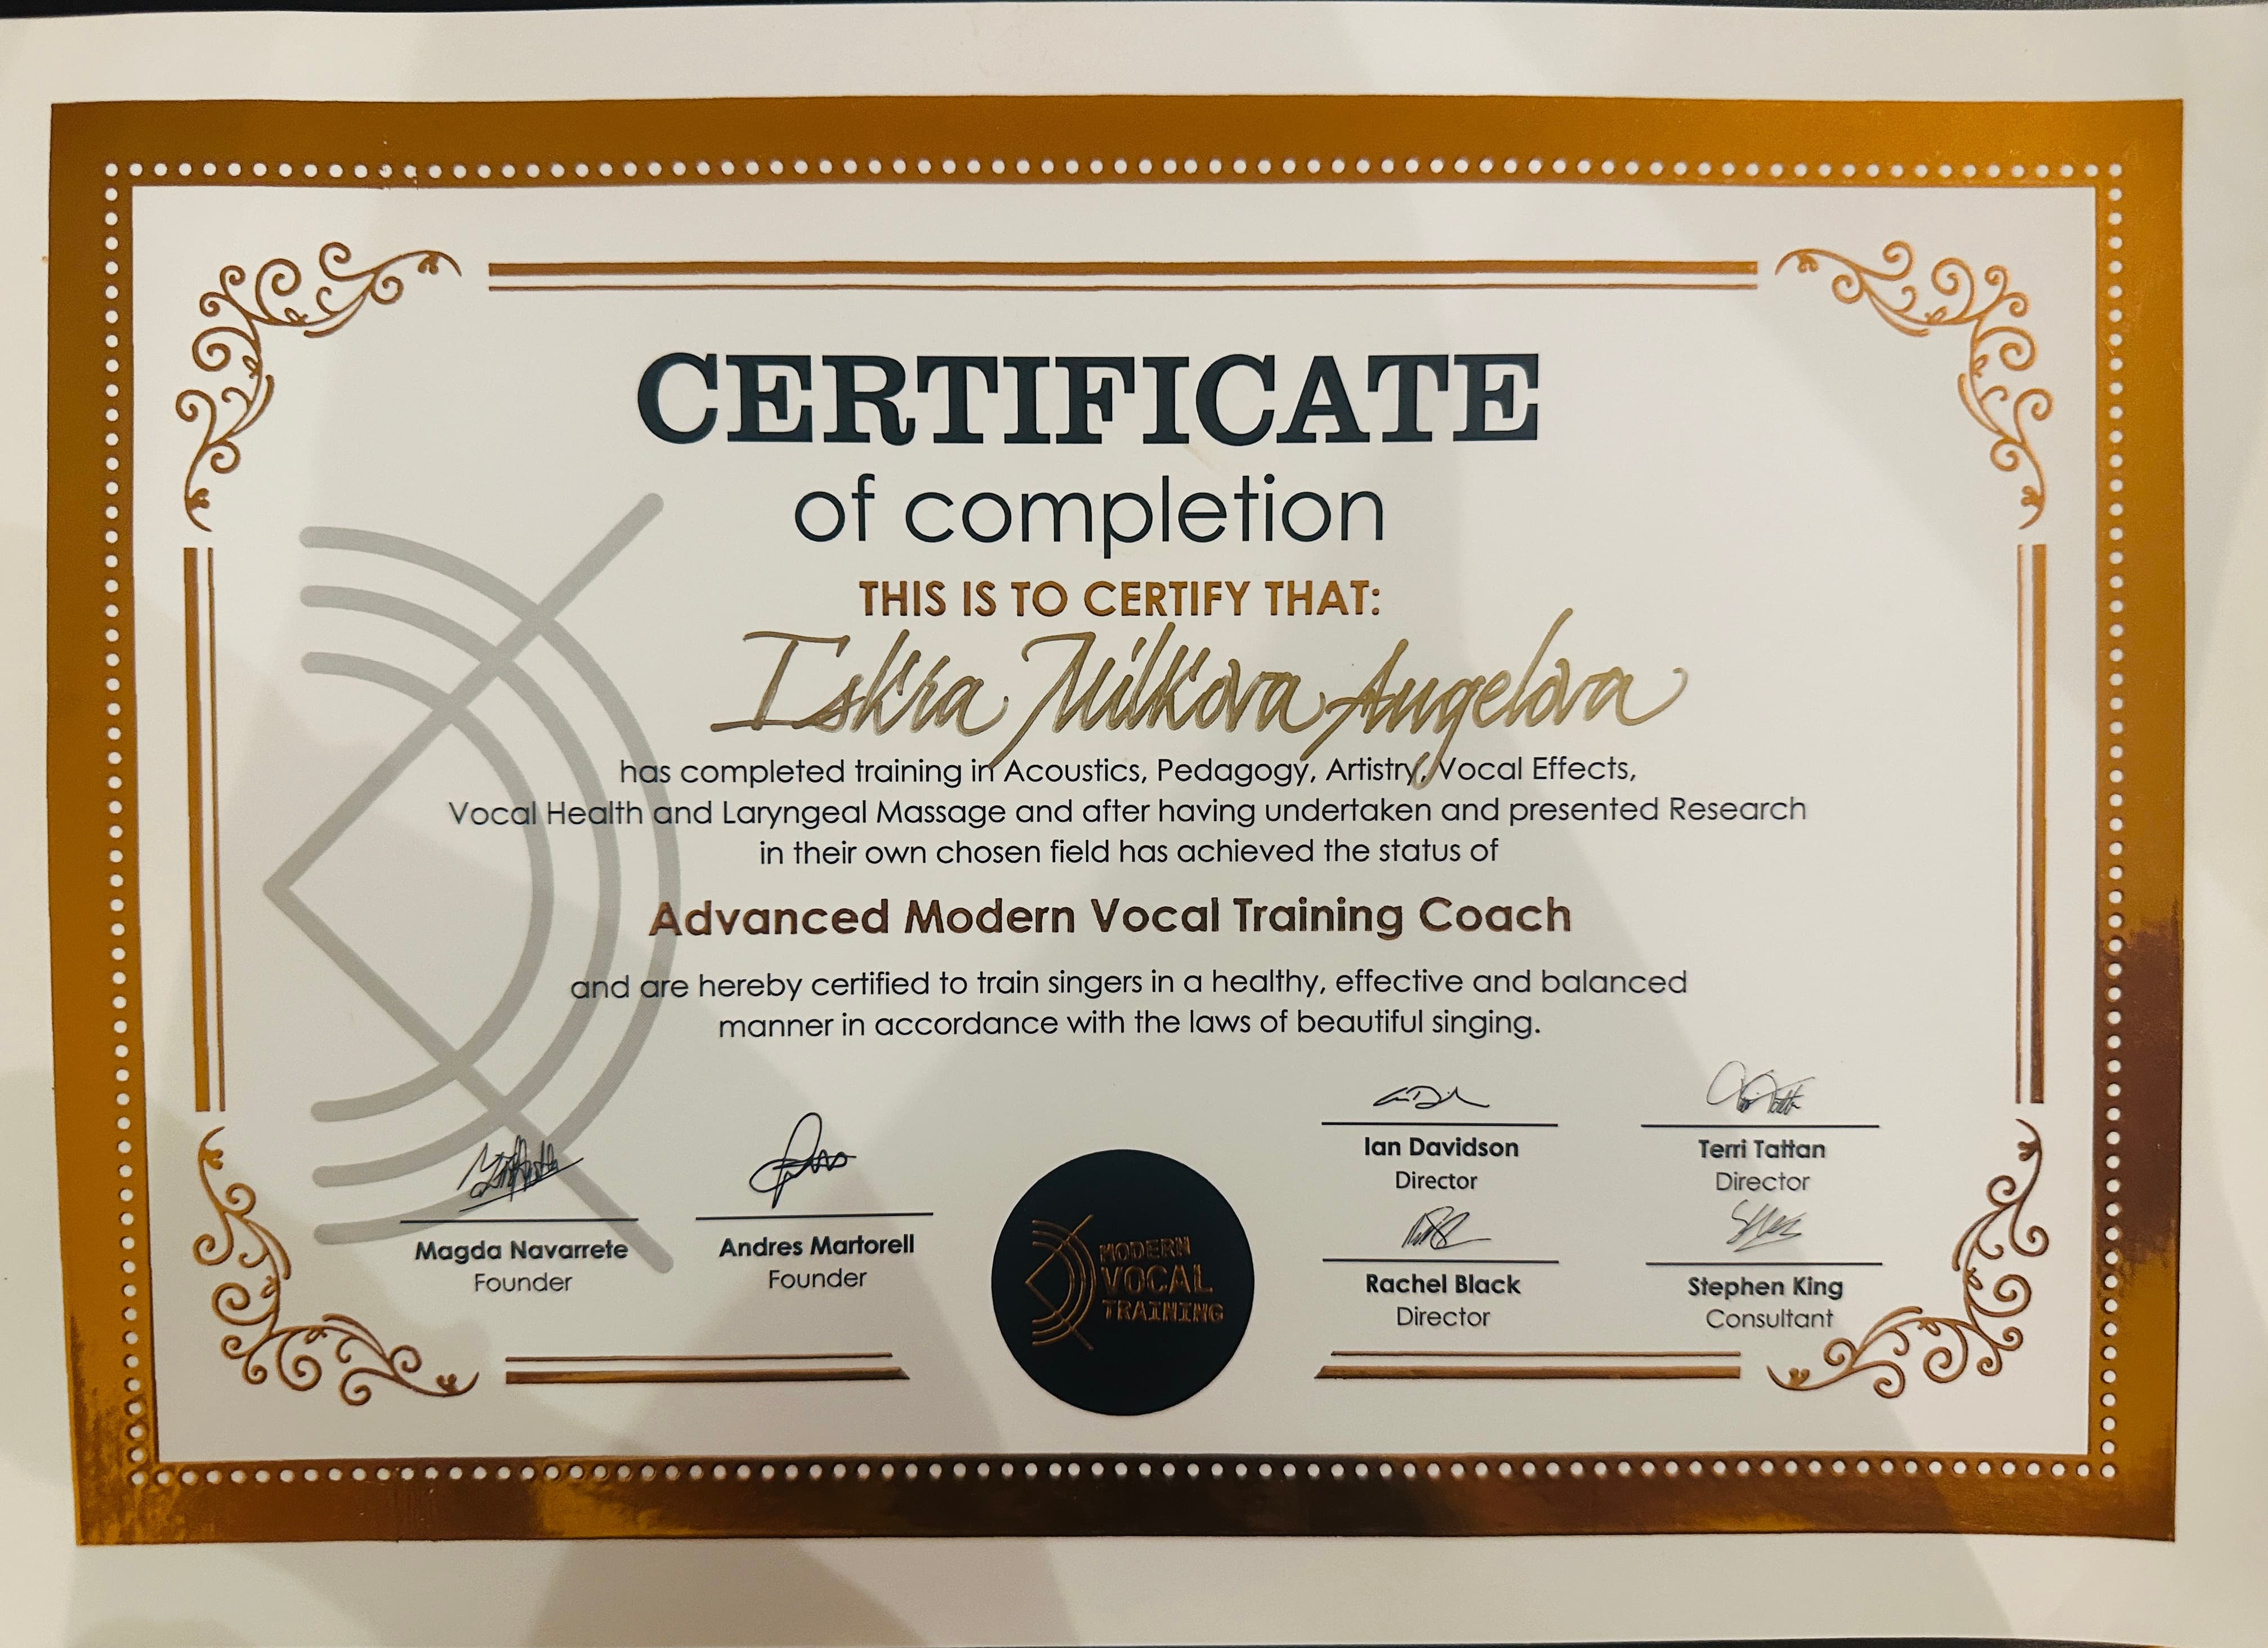 CERTIFICATE
of completion
THIS IS TO CERTIFY THAT:
Iskra Milkova Angelova
has completed training in Acoustics, Pedagogy, Artistry, Vocal Effects,
Vocal Health and Laryngeal Massage and after having undertaken and presented Research
in their own chosen field has achieved the status of
Advanced Modern Vocal Training Coach
and are hereby certified to train singers in a healthy, effective and balanced
manner in accordance with the laws of beautiful singing.
Magda Navarrete
Founder
Andres Martorell
Founder
MODERN
VOCAL
TRAINING
Ian Davidson
Director
Terri Tattan
Director
Rachel Black
Director
Stephen King
Consultant